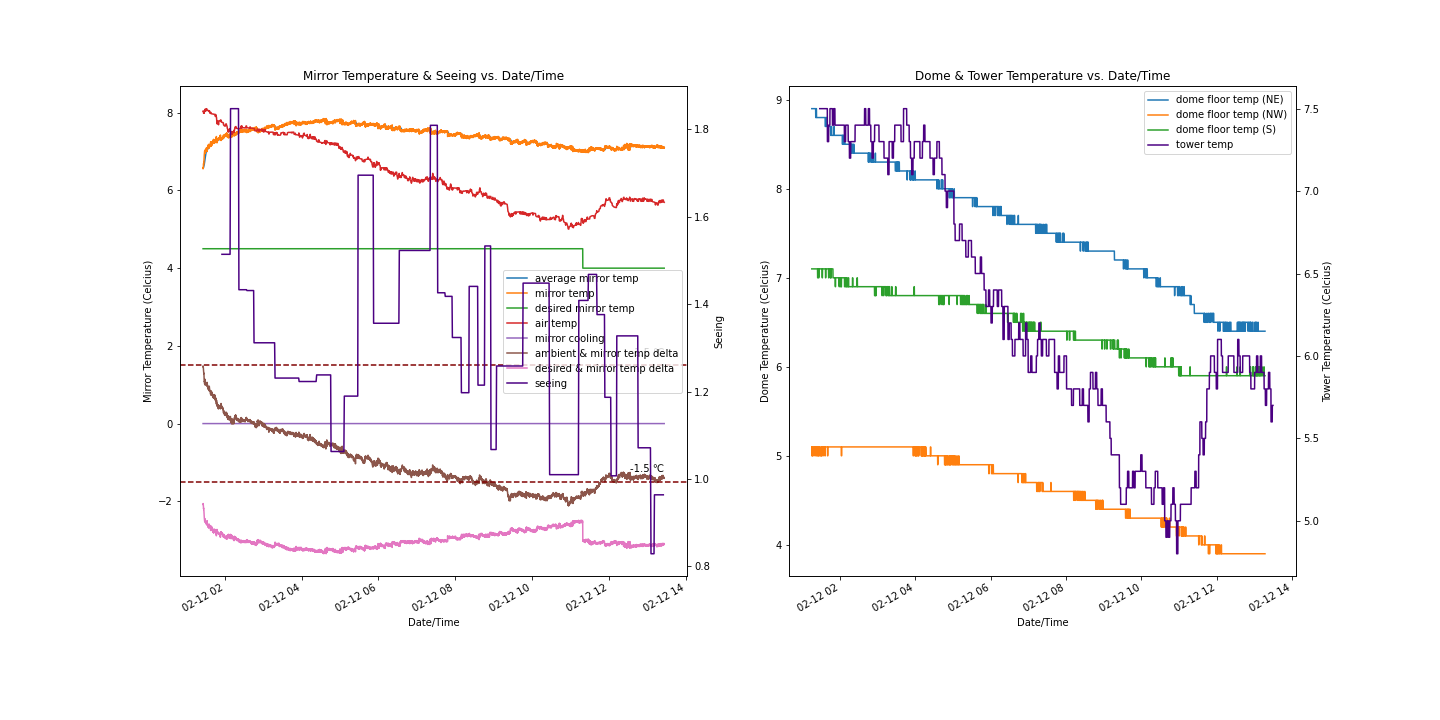 Mirror Temperature & Seeing vs. Date/Time
8
6
4
2
0
−2
Mirror Temperature (Celcius)
1.8
1.6
1.4
1.2
1.0
0.8
Seeing
average mirror temp
mirror temp
desired mirror temp
air temp
mirror cooling
ambient & mirror temp delta
desired & mirror temp delta
seeing
-1.5 °C
02-12 02
02-12 04
02-12 06
02-12 08
02-12 10
02-12 12
02-12 14
Date/Time
Dome & Tower Temperature vs. Date/Time
9
8
7
6
5
4
Dome Temperature (Celcius)
dome floor temp (NE)
dome floor temp (NW)
dome floor temp (S)
tower temp
7.5
7.0
6.5
6.0
5.5
5.0
Tower Temperature (Celcius)
02-12 02
02-12 04
02-12 06
02-12 08
02-12 10
02-12 12
02-12 14
Date/Time